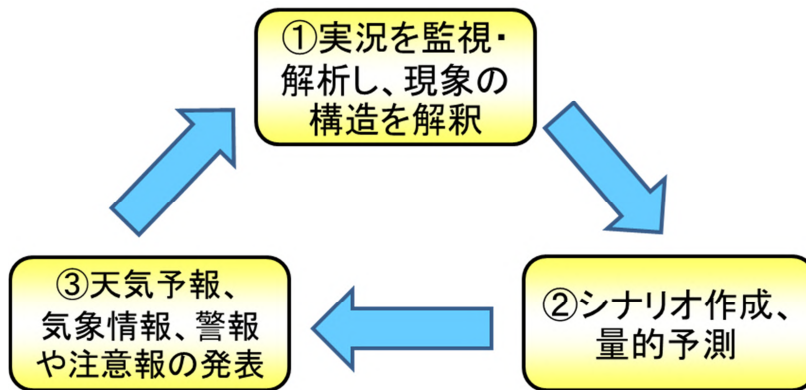 ①実況を監視・
解析し、現象の
構造を解釈
②シナリオ作成、
量的予測
③天気予報、
気象情報、警報
や注意報の発表